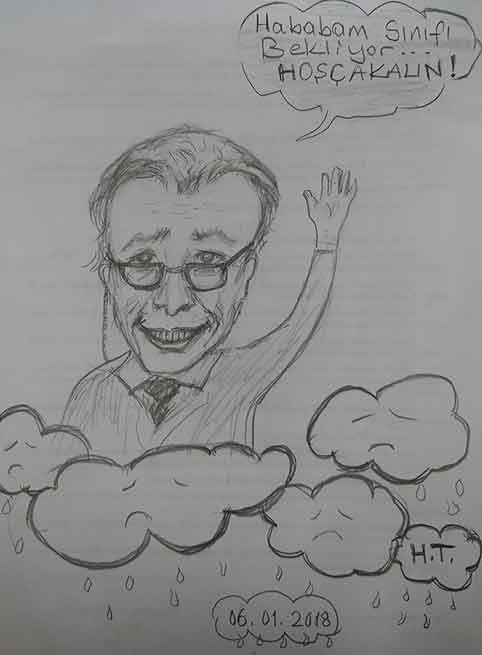 Hababam Sınıfı
Bekliyor...
HOŞÇAKALIN!
H.T.
06.01.2018